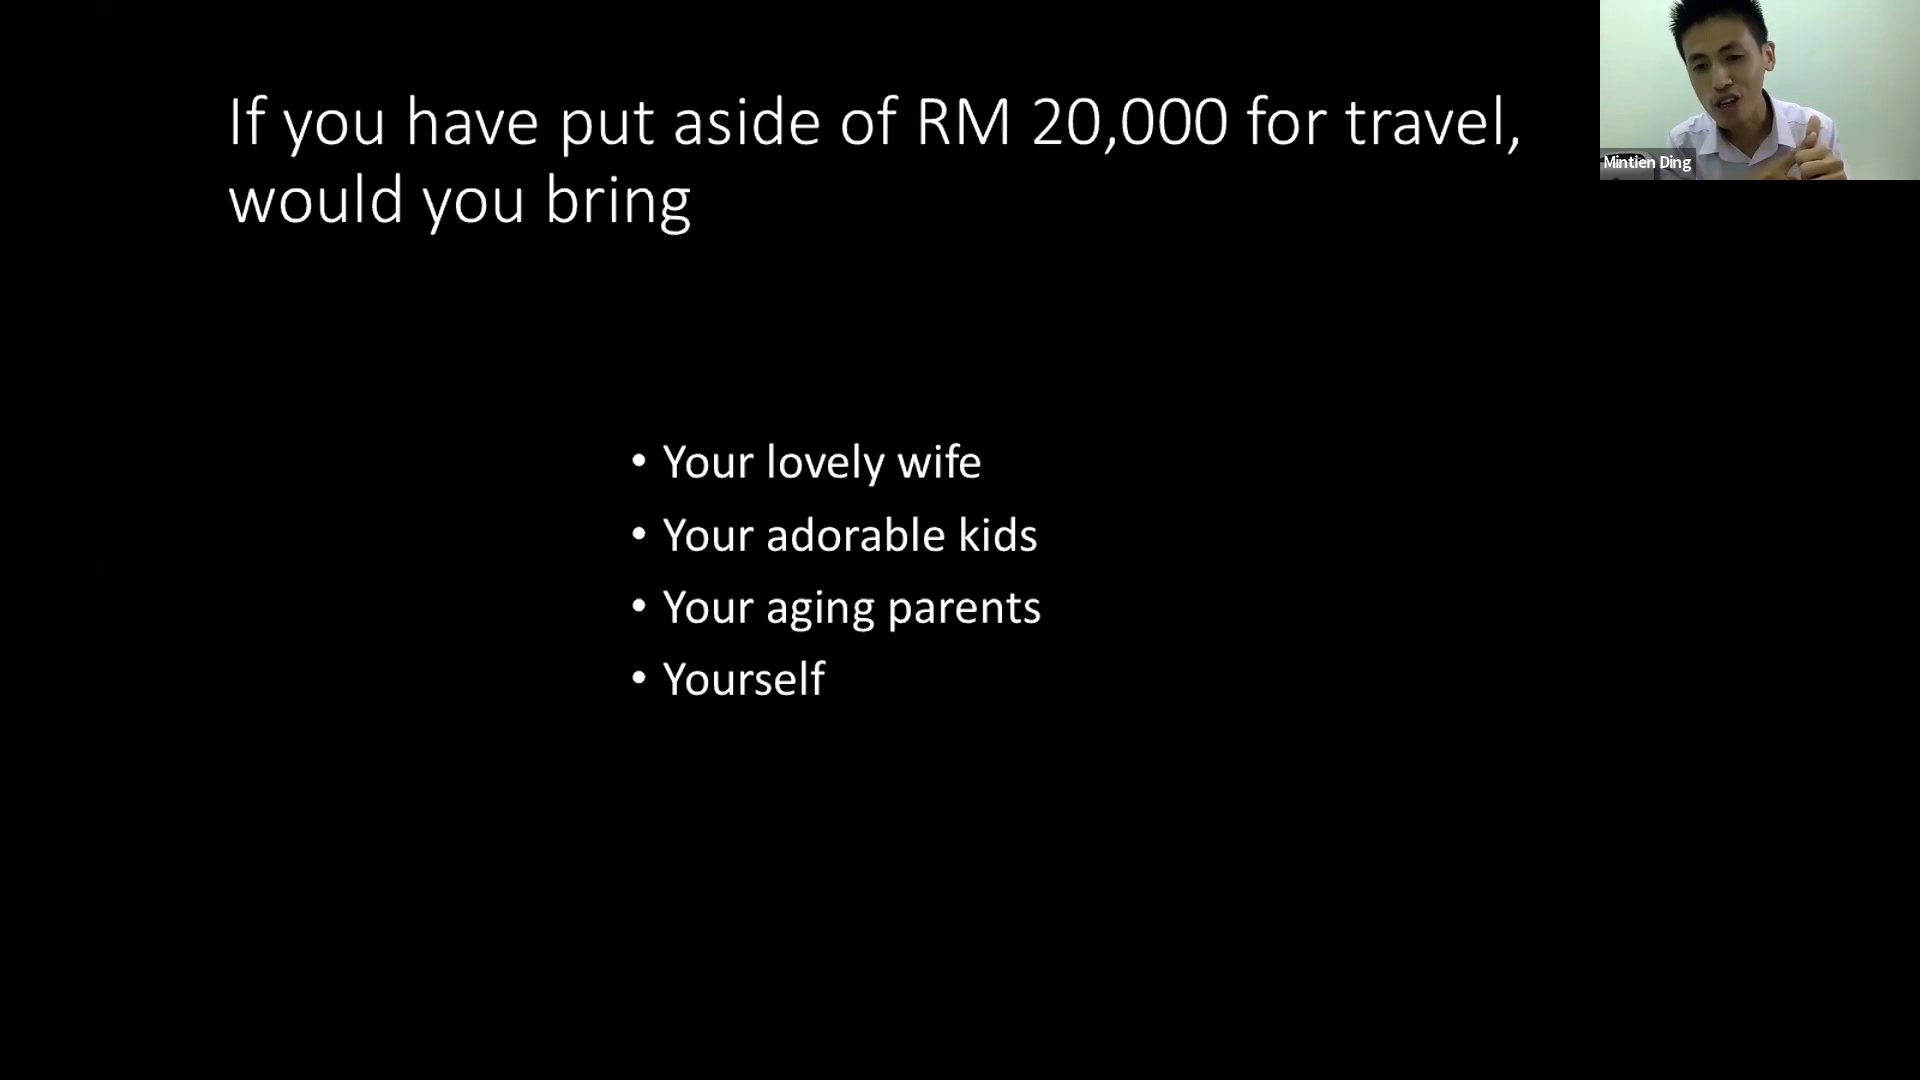 If you have put aside of RM 20,000 for travel,
would you bring
Mintien Ding
• Your lovely wife
• Your adorable kids
• Your aging parents
• Yourself